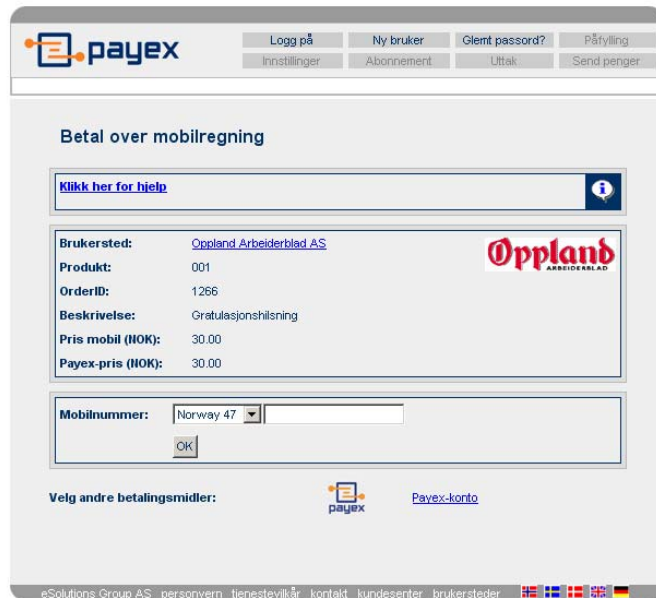 payex
Logg på Ny bruker Glemt passord? Påfylling
Innstillinger Abonnement Uttak Send penger
Betal over mobilregning
Klikk her for hjelp
Brukersted: Oppland Arbeiderblad AS
Oppland
ARBEIDERBLAD
Produkt: 001
OrderID: 1266
Beskrivelse: Gratulasjonshilsning
Pris mobil (NOK): 30.00
Payex-pris (NOK): 30.00
Mobilnummer: Norway 47
OK
Velg andre betalingsmidler: payex Payex-konto
eSolutions Group AS personvern tjenestevilkår kontakt kundesenter brukersteder